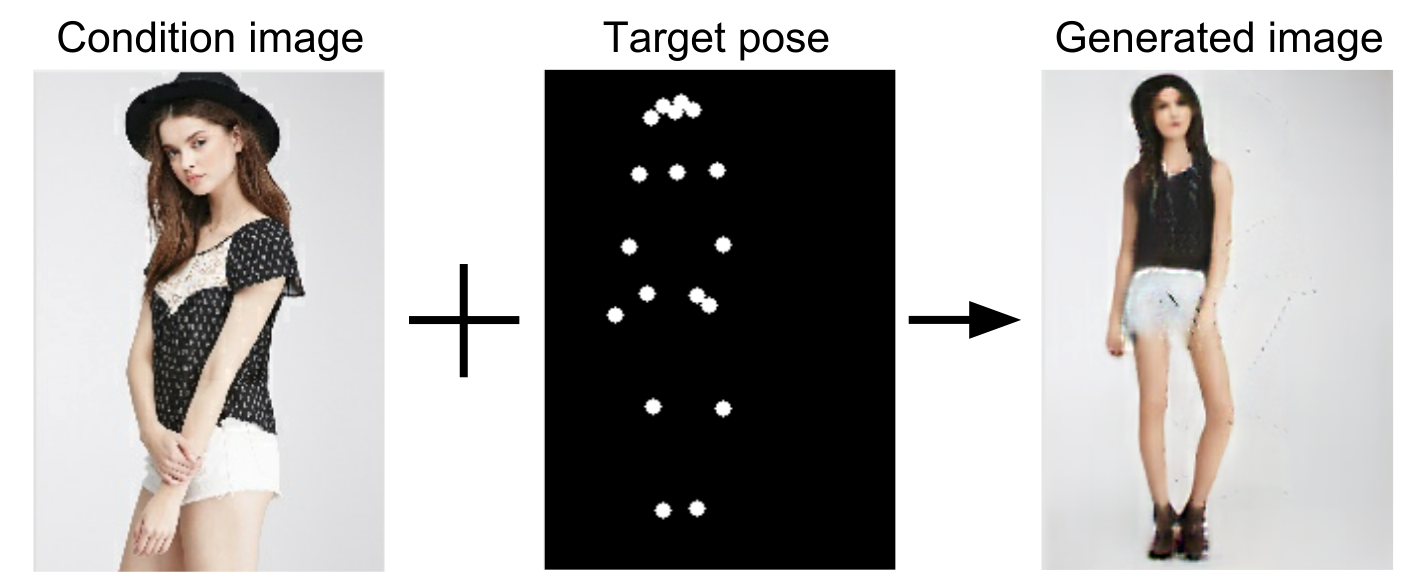 Condition image
Target pose
Generated image